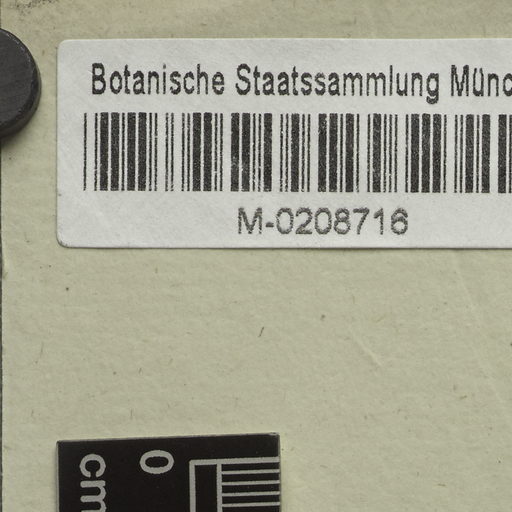 Botanische Staatssammlung Münc
M-0208716
0
cm